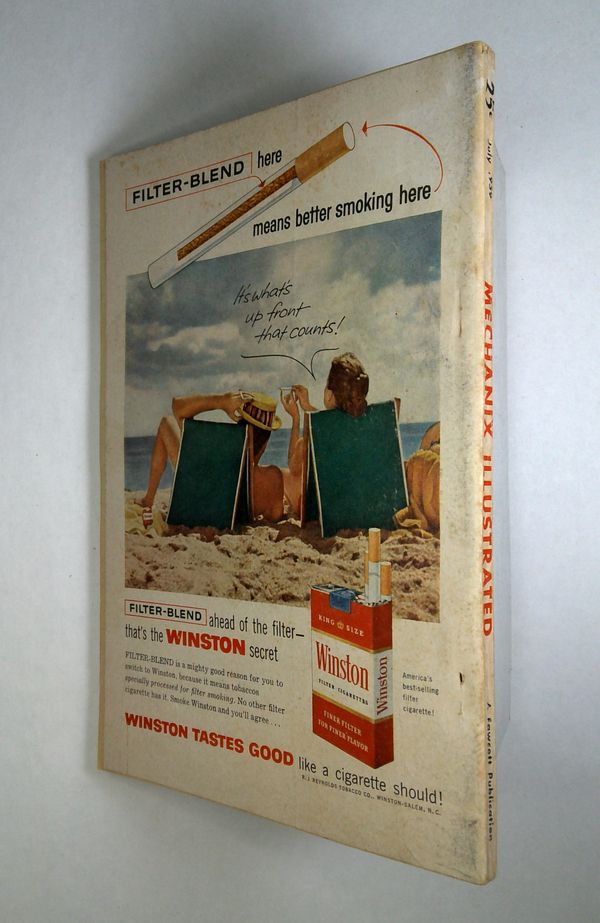 FILTER-BLEND here
means better smoking here
It's what's
up front
that counts!
FILTER-BLEND ahead of the filter—
that's the WINSTON secret
FILTER-BLEND is a mighty good reason for you to
switch to Winston, because it means tobaccos
specially processed for filter smoking. No other filter
cigarette has it. Smoke Winston and you'll agree . . .
WINSTON TASTES GOOD like a cigarette should!
R. J. REYNOLDS TOBACCO CO., WINSTON-SALEM, N. C.
KING SIZE
Winston
FILTER CIGARETTES
FINER FILTER
FOR FINER FLAVOR
Winston
America's
best-selling
filter
cigarette!
25¢
July
MECHANIX ILLUSTRATED
A Fawcett Publication